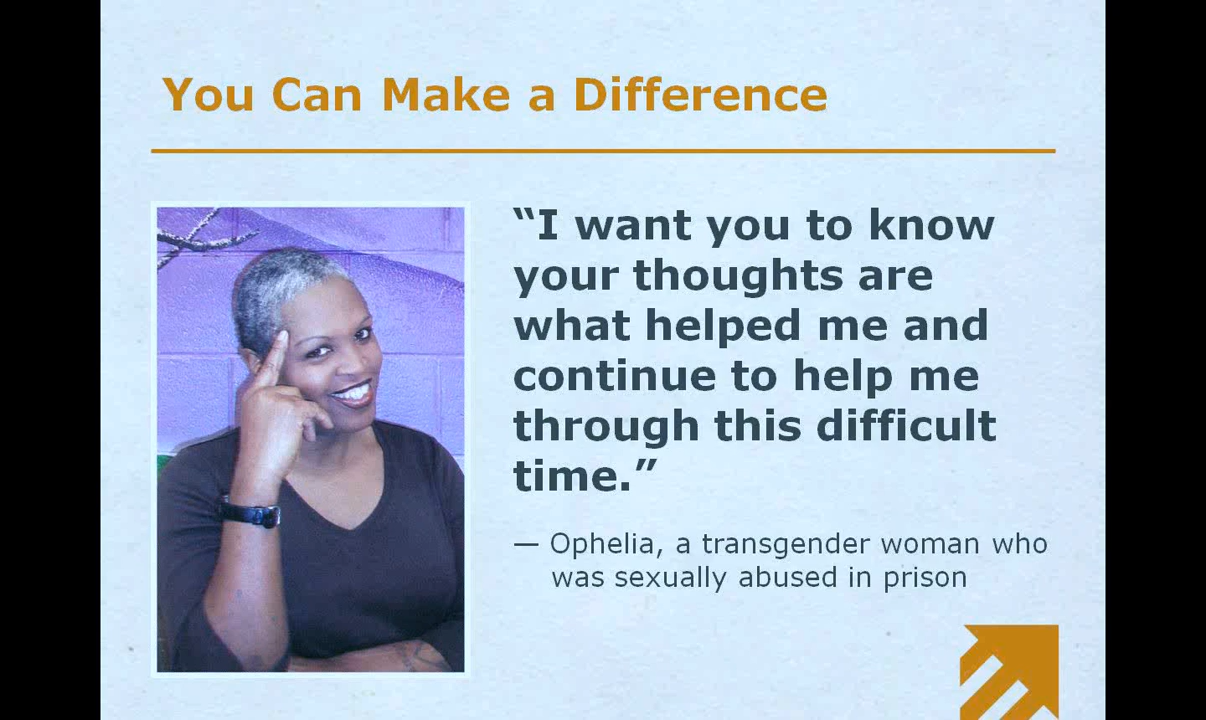 You Can Make a Difference
“I want you to know
your thoughts are
what helped me and
continue to help me
through this difficult
time.”
— Ophelia, a transgender woman who
was sexually abused in prison